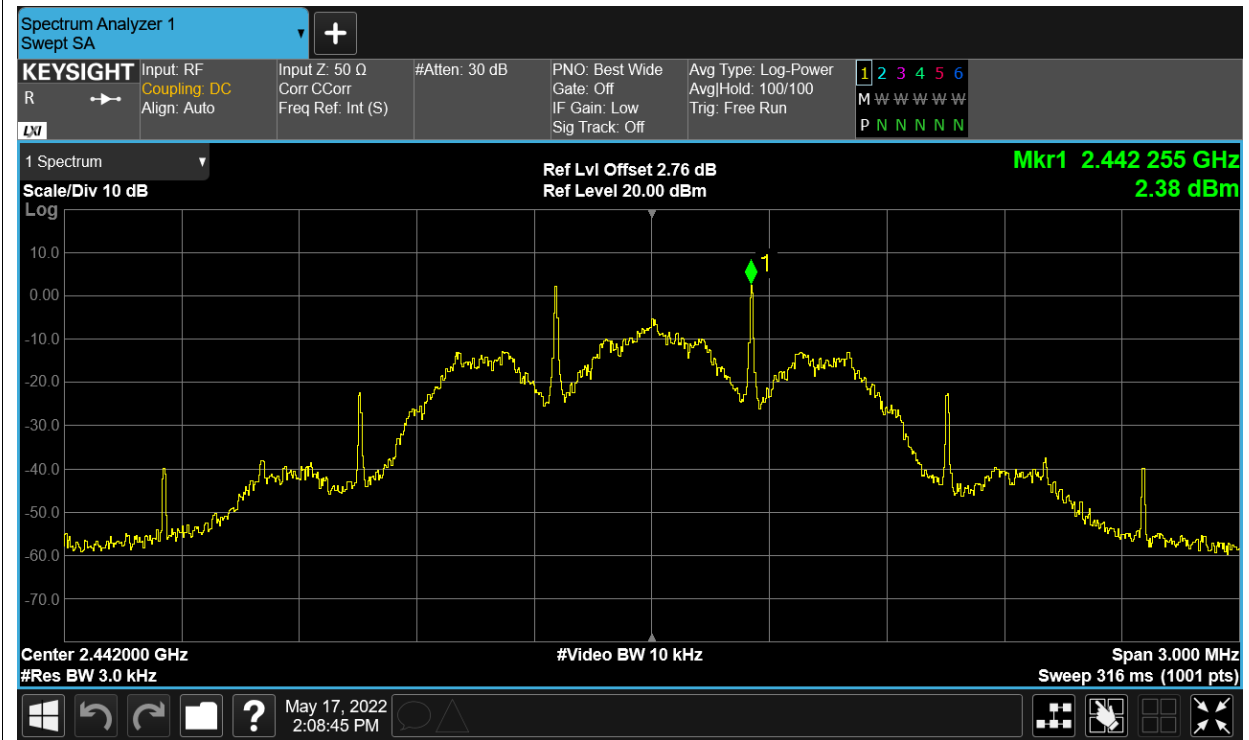 Spectrum Analyzer 1
Swept SA
+
KEYSIGHT
R
LXI
Input: RF
Coupling: DC
Align: Auto
Input Z: 50 Ω
Corr CCorr
Freq Ref: Int (S)
#Atten: 30 dB
PNO: Best Wide
Gate: Off
IF Gain: Low
Sig Track: Off
Avg Type: Log-Power
Avg|Hold: 100/100
Trig: Free Run
1 2 3 4 5 6
M W W W W W
P N N N N N
1 Spectrum
Scale/Div 10 dB
Log
Ref Lvl Offset 2.76 dB
Ref Level 20.00 dBm
Mkr1 2.442 255 GHz
2.38 dBm
10.0
0.00
-10.0
-20.0
-30.0
-40.0
-50.0
-60.0
-70.0
1
Center 2.442000 GHz
#Res BW 3.0 kHz
#Video BW 10 kHz
Span 3.000 MHz
Sweep 316 ms (1001 pts)
?
May 17, 2022
2:08:45 PM